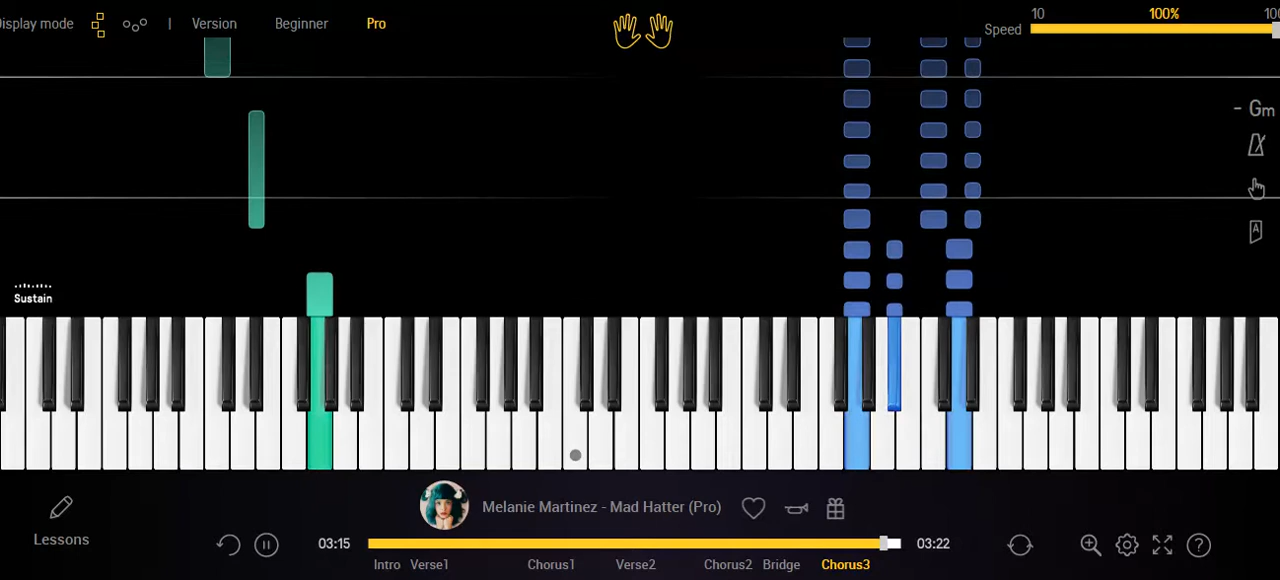 Display mode | Version Beginner Pro
10 100% 100
Speed
- Gm
A
Sustain
Lessons
Melanie Martinez - Mad Hatter (Pro)
03:15 03:22
Intro Verse1 Chorus1 Verse2 Chorus2 Bridge Chorus3
?